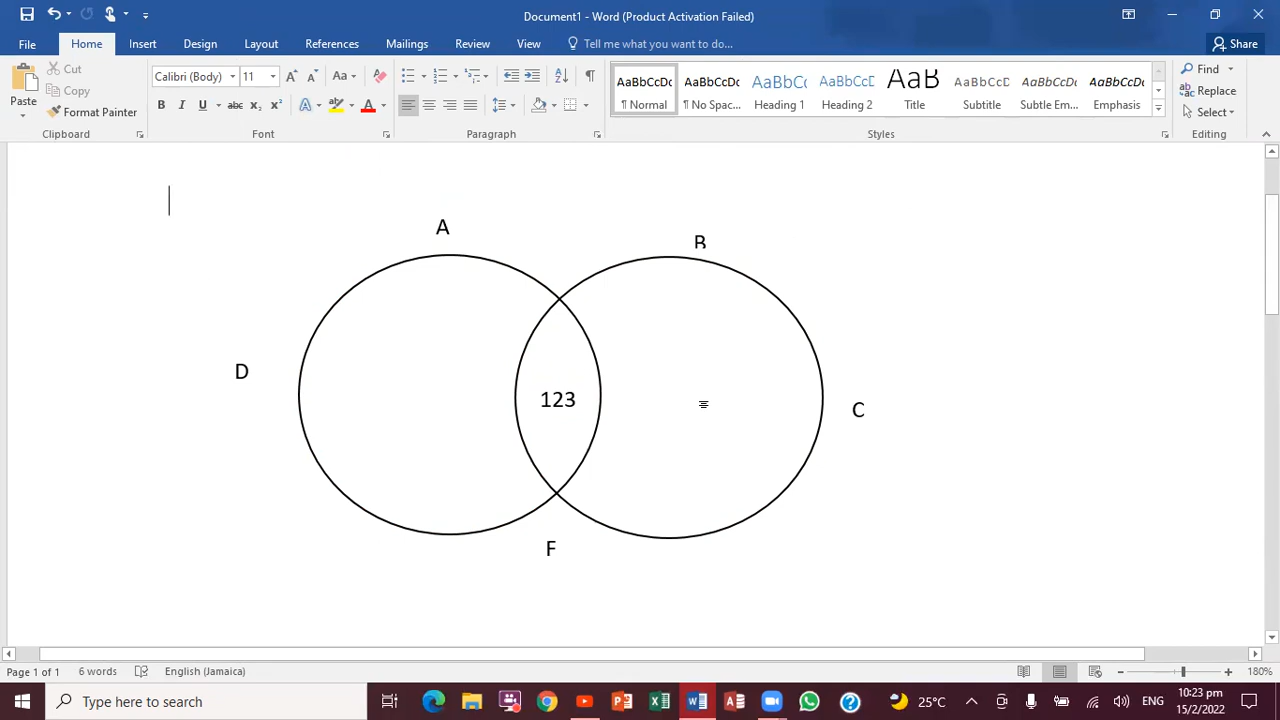 Document1 - Word (Product Activation Failed)
File Home Insert Design Layout References Mailings Review View Tell me what you want to do... Share
Paste
Cut
Copy
Format Painter
Calibri (Body) 11
AaBbCcDc AaBbCcDc AaBbCc AaBbCcD AaB AaBbCcD AaBbCcDc AaBbCcDc
¶ Normal ¶ No Spac... Heading 1 Heading 2 Title Subtitle Subtle Em... Emphasis
Find
Replace
Select
Clipboard Font Paragraph Styles Editing
A
B
D
123
C
F
Page 1 of 1 6 words English (Jamaica) 180%
Type here to search
25°C ENG
10:23 pm
15/2/2022